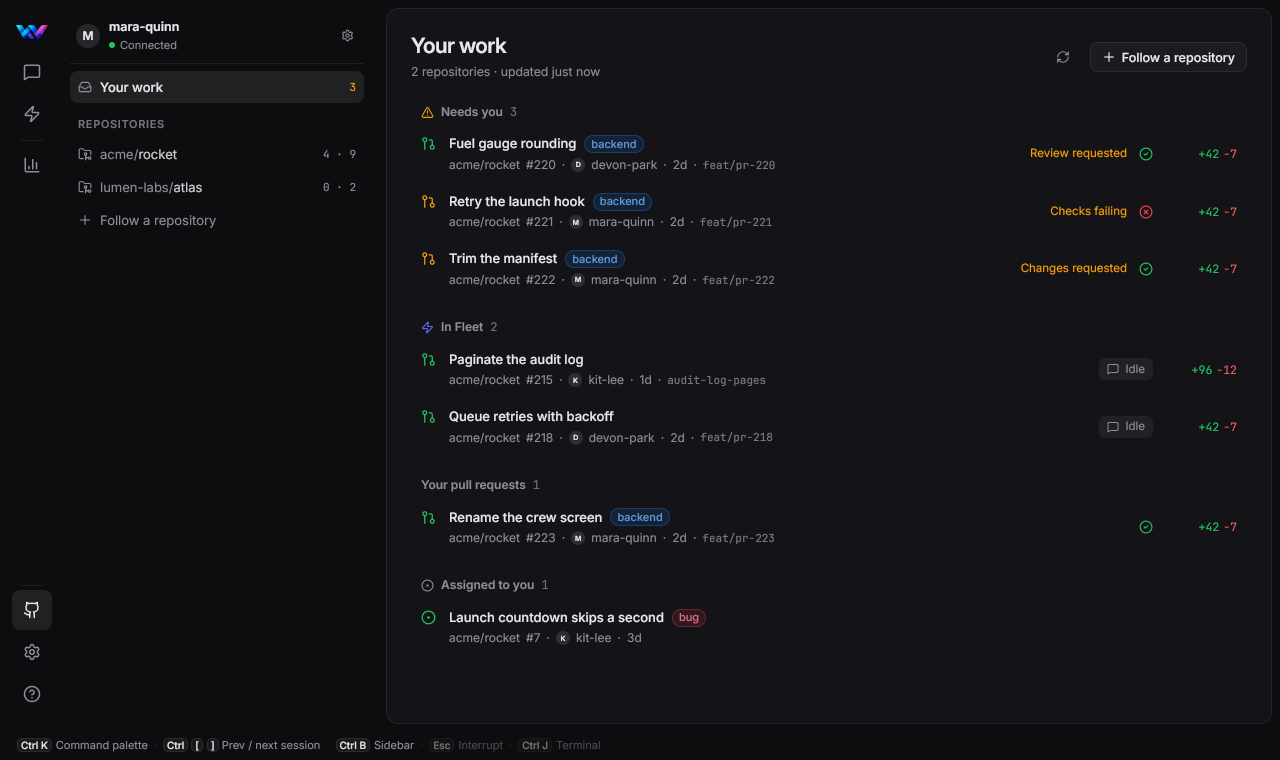 M
mara-quinn
Connected
Your work 3
REPOSITORIES
acme/rocket 4 · 9
lumen-labs/atlas 0 · 2
Follow a repository
Your work
2 repositories · updated just now
Follow a repository
Needs you 3
Fuel gauge rounding backend
acme/rocket #220 · D devon-park · 2d · feat/pr-220
Review requested +42 -7
Retry the launch hook backend
acme/rocket #221 · M mara-quinn · 2d · feat/pr-221
Checks failing +42 -7
Trim the manifest backend
acme/rocket #222 · M mara-quinn · 2d · feat/pr-222
Changes requested +42 -7
In Fleet 2
Paginate the audit log
acme/rocket #215 · K kit-lee · 1d · audit-log-pages
Idle +96 -12
Queue retries with backoff
acme/rocket #218 · D devon-park · 2d · feat/pr-218
Idle +42 -7
Your pull requests 1
Rename the crew screen backend
acme/rocket #223 · M mara-quinn · 2d · feat/pr-223
+42 -7
Assigned to you 1
Launch countdown skips a second bug
acme/rocket #7 · K kit-lee · 3d
Ctrl K Command palette · Ctrl [ ] Prev / next session · Ctrl B Sidebar · Esc Interrupt · Ctrl J Terminal